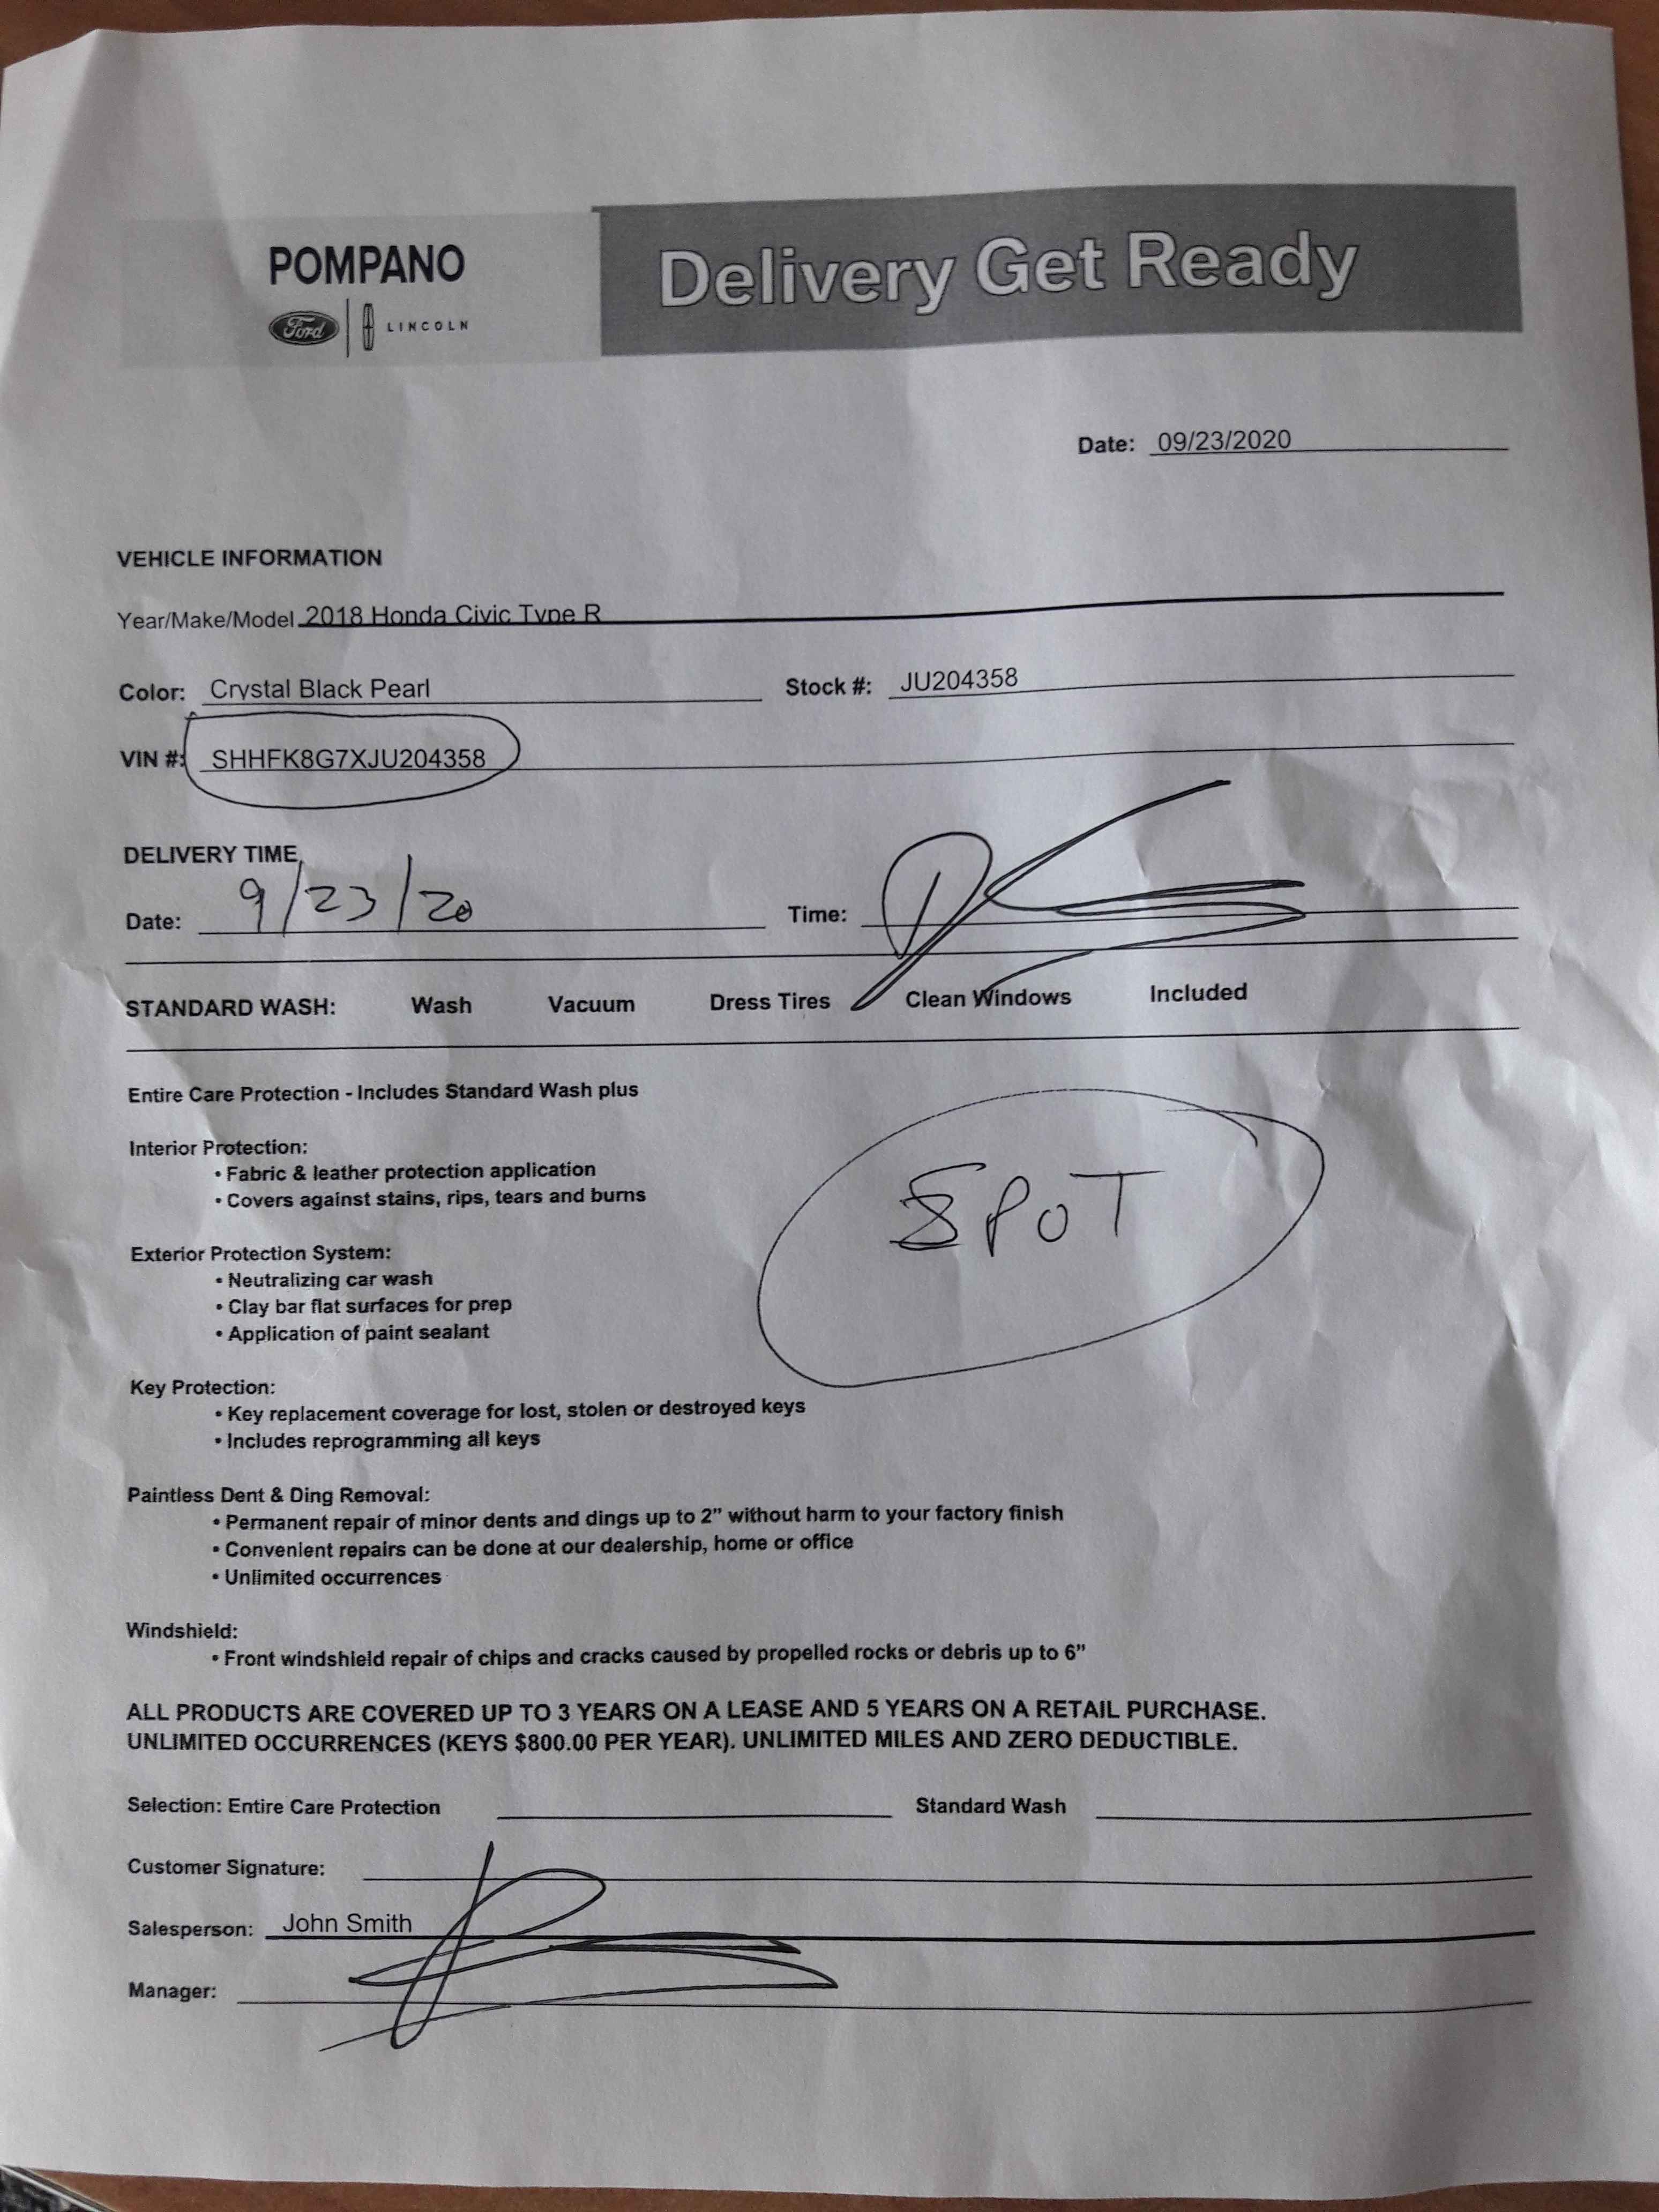 POMPANO
Ford LINCOLN
Delivery Get Ready
Date: 09/23/2020
VEHICLE INFORMATION
Year/Make/Model 2018 Honda Civic Type R
Color: Crystal Black Pearl Stock #: JU204358
VIN #: SHHFK8G7XJU204358
DELIVERY TIME
Date: 9/23/20 Time:
STANDARD WASH: Wash Vacuum Dress Tires Clean Windows Included
Entire Care Protection - Includes Standard Wash plus
Interior Protection:
• Fabric & leather protection application
• Covers against stains, rips, tears and burns
SPOT
Exterior Protection System:
• Neutralizing car wash
• Clay bar flat surfaces for prep
• Application of paint sealant
Key Protection:
• Key replacement coverage for lost, stolen or destroyed keys
• Includes reprogramming all keys
Paintless Dent & Ding Removal:
• Permanent repair of minor dents and dings up to 2" without harm to your factory finish
• Convenient repairs can be done at our dealership, home or office
• Unlimited occurrences
Windshield:
• Front windshield repair of chips and cracks caused by propelled rocks or debris up to 6"
ALL PRODUCTS ARE COVERED UP TO 3 YEARS ON A LEASE AND 5 YEARS ON A RETAIL PURCHASE.
UNLIMITED OCCURRENCES (KEYS $800.00 PER YEAR). UNLIMITED MILES AND ZERO DEDUCTIBLE.
Selection: Entire Care Protection Standard Wash
Customer Signature:
Salesperson: John Smith
Manager: